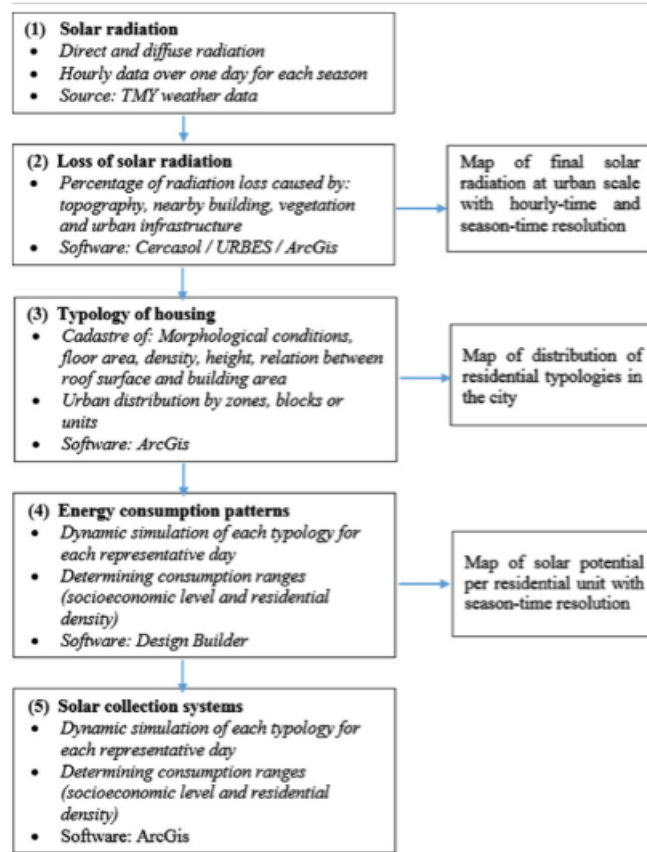 (1) Solar radiation
• Direct and diffuse radiation
• Hourly data over one day for each season
• Source: TMY weather data
(2) Loss of solar radiation
• Percentage of radiation loss caused by:
topography, nearby building, vegetation
and urban infrastructure
• Software: Cercasol / URBES / ArcGis
Map of final solar
radiation at urban scale
with hourly-time and
season-time resolution
(3) Typology of housing
• Cadastre of: Morphological conditions,
floor area, density, height, relation between
roof surface and building area
• Urban distribution by zones, blocks or
units
• Software: ArcGis
Map of distribution of
residential typologies in
the city
(4) Energy consumption patterns
• Dynamic simulation of each typology for
each representative day
• Determining consumption ranges
(socioeconomic level and residential
density)
• Software: Design Builder
Map of solar potential
per residential unit with
season-time resolution
(5) Solar collection systems
• Dynamic simulation of each typology for
each representative day
• Determining consumption ranges
(socioeconomic level and residential
density)
• Software: ArcGis